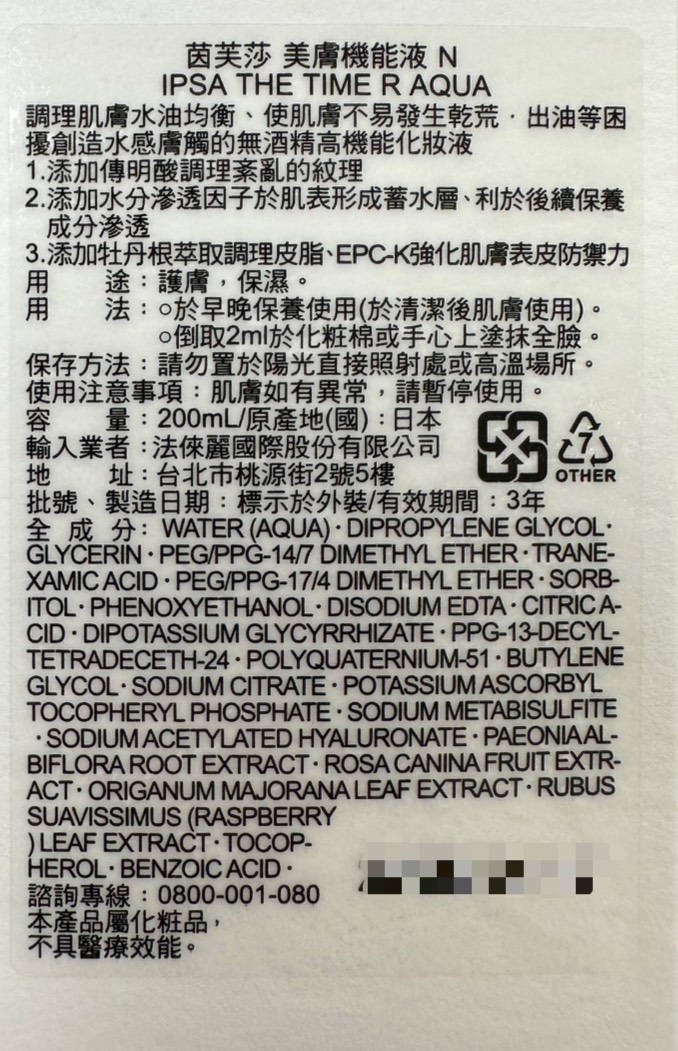 茵芙莎 美膚機能液 N
IPSA THE TIME R AQUA
調理肌膚水油均衡、使肌膚不易發生乾荒·出油等困
擾創造水感膚觸的無酒精高機能化妝液
1.添加傳明酸調理紊亂的紋理
2.添加水分滲透因子於肌表形成蓄水層、利於後續保養
成分滲透
3.添加牡丹根萃取調理皮脂、EPC-K強化肌膚表皮防禦力
用 途：護膚，保濕。
用 法：○於早晚保養使用(於清潔後肌膚使用)。
○倒取2ml於化粧棉或手心上塗抹全臉。
保存方法：請勿置於陽光直接照射處或高溫場所。
使用注意事項：肌膚如有異常，請暫停使用。
容 量：200mL/原產地(國)：日本
輸入業者：法倈麗國際股份有限公司
7
OTHER
地 址：台北市桃源街2號5樓
批號、製造日期：標示於外裝/有效期間：3年
全 成 分：WATER (AQUA)·DIPROPYLENE GLYCOL·
GLYCERIN·PEG/PPG-14/7 DIMETHYL ETHER·TRANE-
XAMIC ACID·PEG/PPG-17/4 DIMETHYL ETHER·SORB-
ITOL·PHENOXYETHANOL·DISODIUM EDTA·CITRIC A-
CID·DIPOTASSIUM GLYCYRRHIZATE·PPG-13-DECYL-
TETRADECETH-24·POLYQUATERNIUM-51·BUTYLENE
GLYCOL·SODIUM CITRATE·POTASSIUM ASCORBYL
TOCOPHERYL PHOSPHATE·SODIUM METABISULFITE
·SODIUM ACETYLATED HYALURONATE·PAEONIA AL-
BIFLORA ROOT EXTRACT·ROSA CANINA FRUIT EXTR-
ACT·ORIGANUM MAJORANA LEAF EXTRACT·RUBUS
SUAVISSIMUS (RASPBERRY
) LEAF EXTRACT·TOCOP-
HEROL·BENZOIC ACID·
諮詢專線：0800-001-080
本產品屬化粧品，
不具醫療效能。